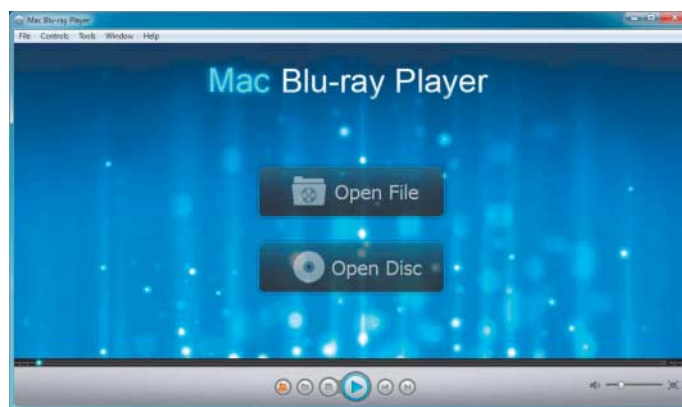 Mac Blu-ray Player
File Controls Tools Window Help
Mac Blu-ray Player
Open File
Open Disc